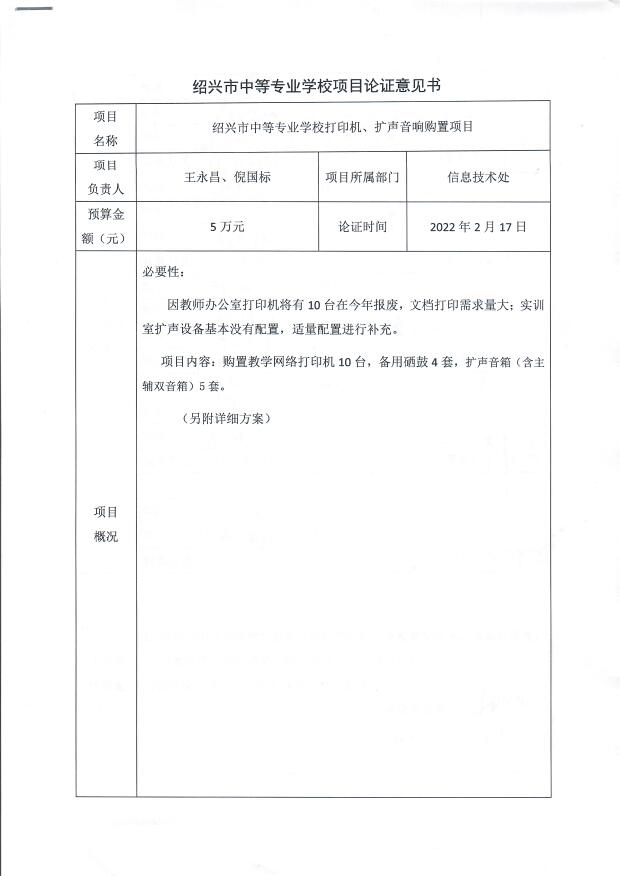 绍兴市中等专业学校项目论证意见书
项目
名称
绍兴市中等专业学校打印机、扩声音响购置项目
项目
负责人
王永昌、倪国标
项目所属部门
信息技术处
预算金
额（元）
5 万元
论证时间
2022 年 2 月 17 日
项目
概况
必要性：
因教师办公室打印机将有 10 台在今年报废，文档打印需求量大；实训
室扩声设备基本没有配置，适量配置进行补充。
项目内容：购置教学网络打印机 10 台，备用硒鼓 4 套，扩声音箱（含主
辅双音箱）5 套。
（另附详细方案）